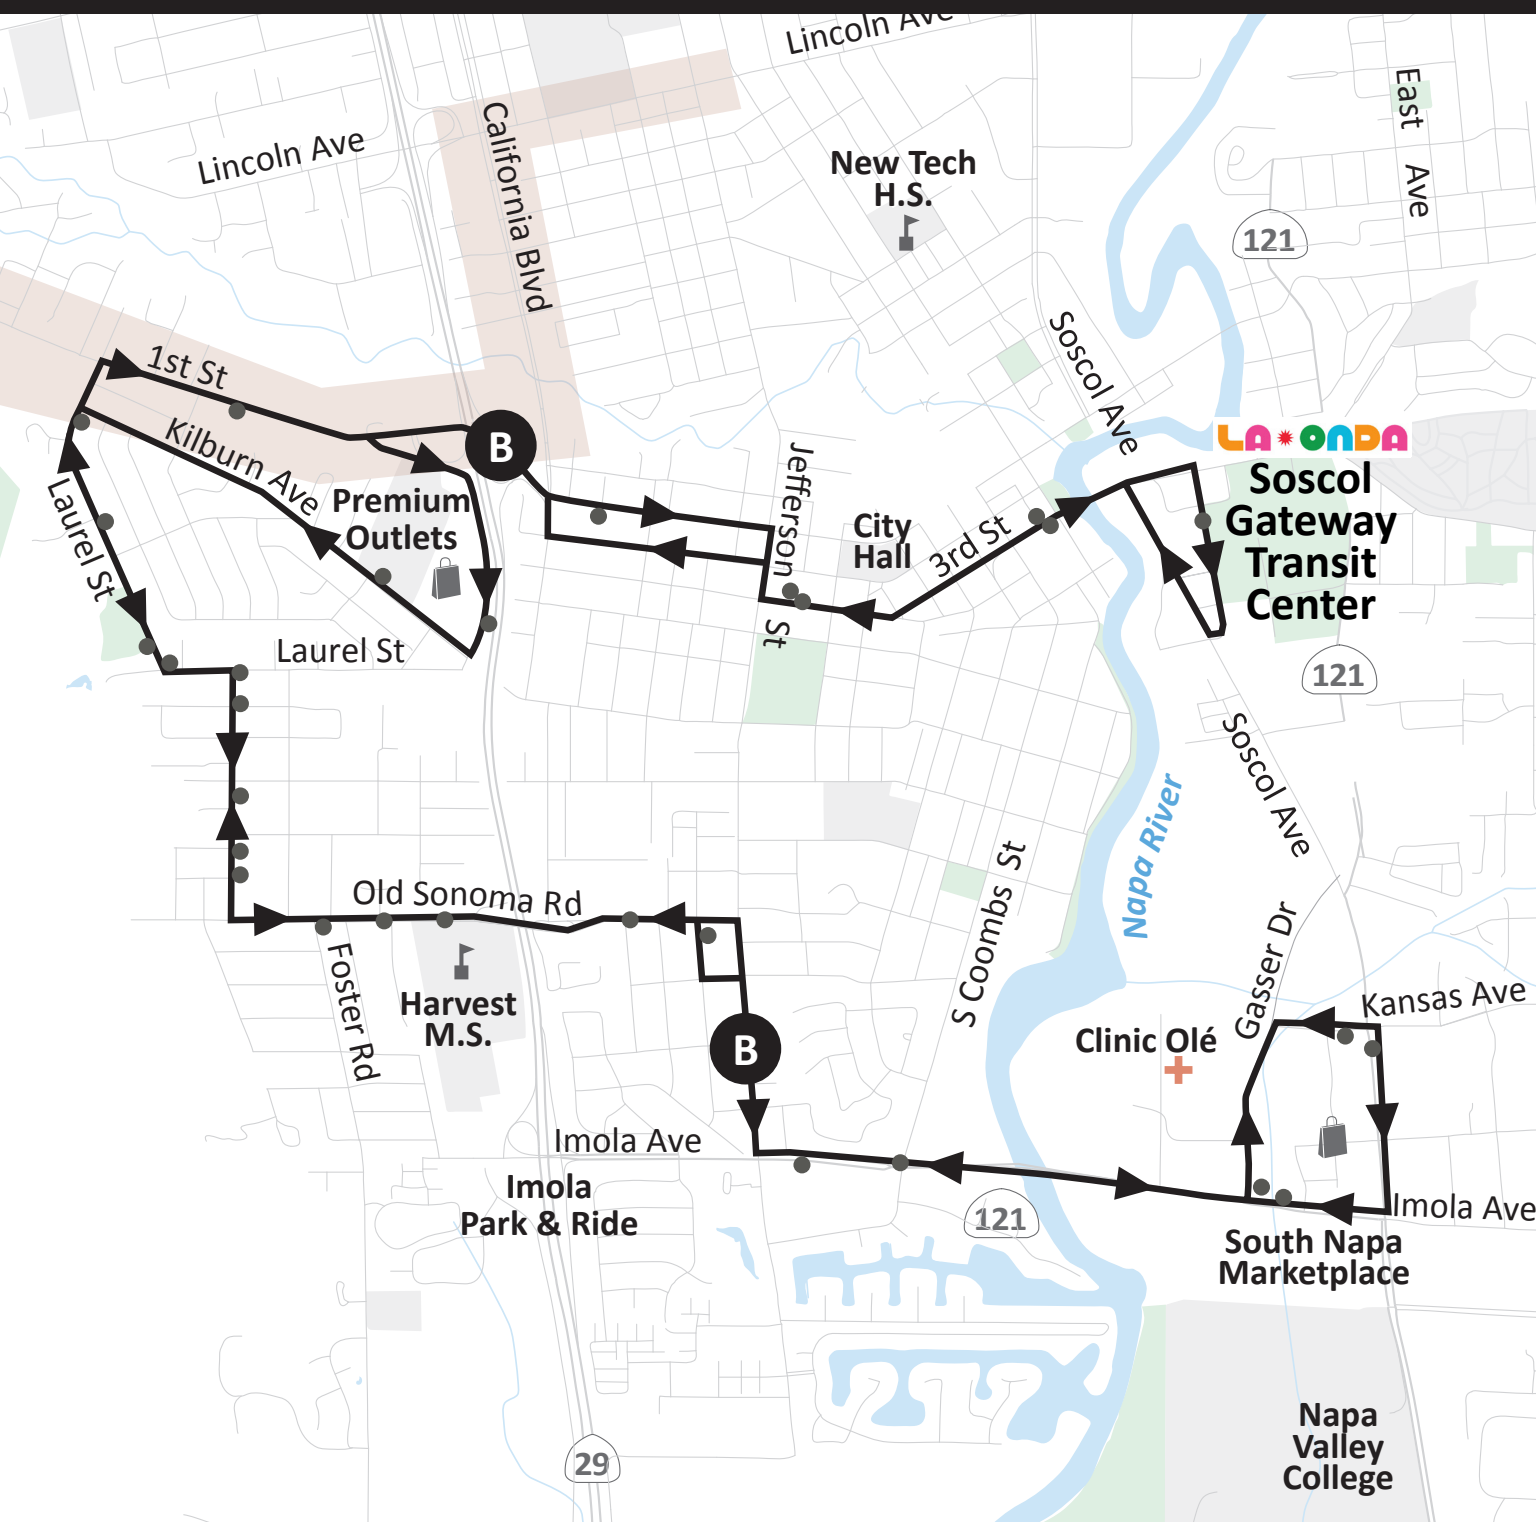 Lincoln Ave
Lincoln Ave
California Blvd
East Ave
New Tech
H.S.
121
Soscol Ave
1st St
Kilburn Ave
Laurel St
Premium
Outlets
B
Jefferson St
City
Hall
3rd St
LA ONDA
Soscol
Gateway
Transit
Center
121
Laurel St
Soscol Ave
Napa River
S Coombs St
Old Sonoma Rd
Foster Rd
Harvest
M.S.
B
Gasser Dr
Kansas Ave
Clinic Olé
Imola Ave
Imola
Park & Ride
121
Imola Ave
South Napa
Marketplace
29
Napa
Valley
College